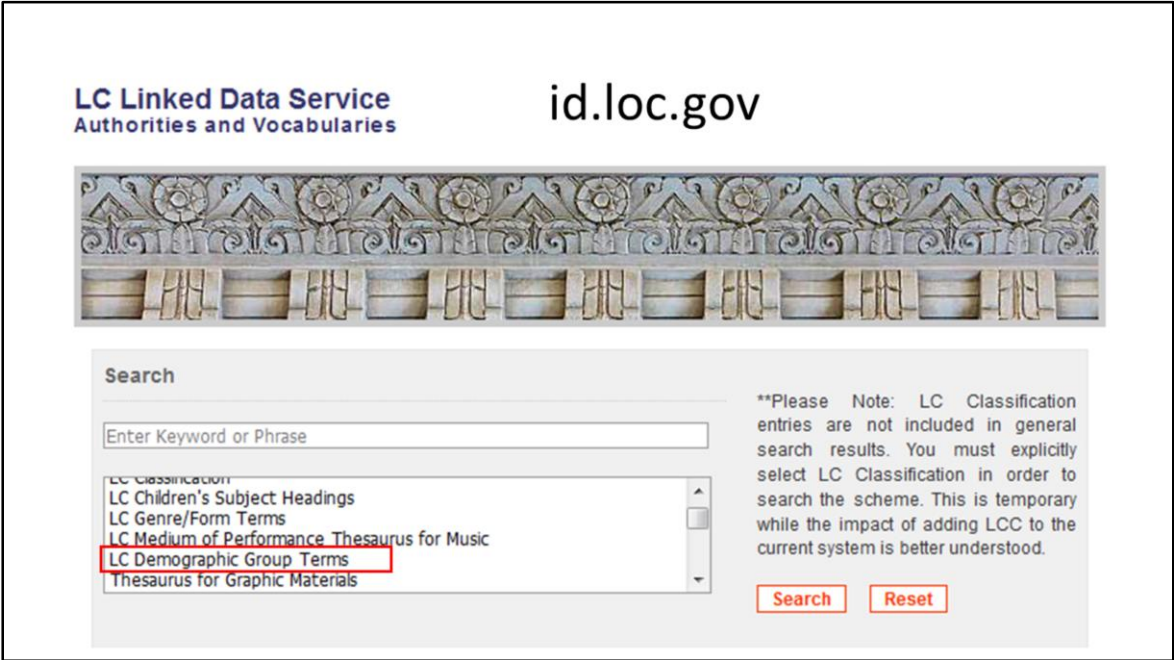 LC Linked Data Service
Authorities and Vocabularies
id.loc.gov
Search
Enter Keyword or Phrase
LC Classification
LC Children's Subject Headings
LC Genre/Form Terms
LC Medium of Performance Thesaurus for Music
LC Demographic Group Terms
Thesaurus for Graphic Materials
**Please Note: LC Classification
entries are not included in general
search results. You must explicitly
select LC Classification in order to
search the scheme. This is temporary
while the impact of adding LCC to the
current system is better understood.
Search
Reset